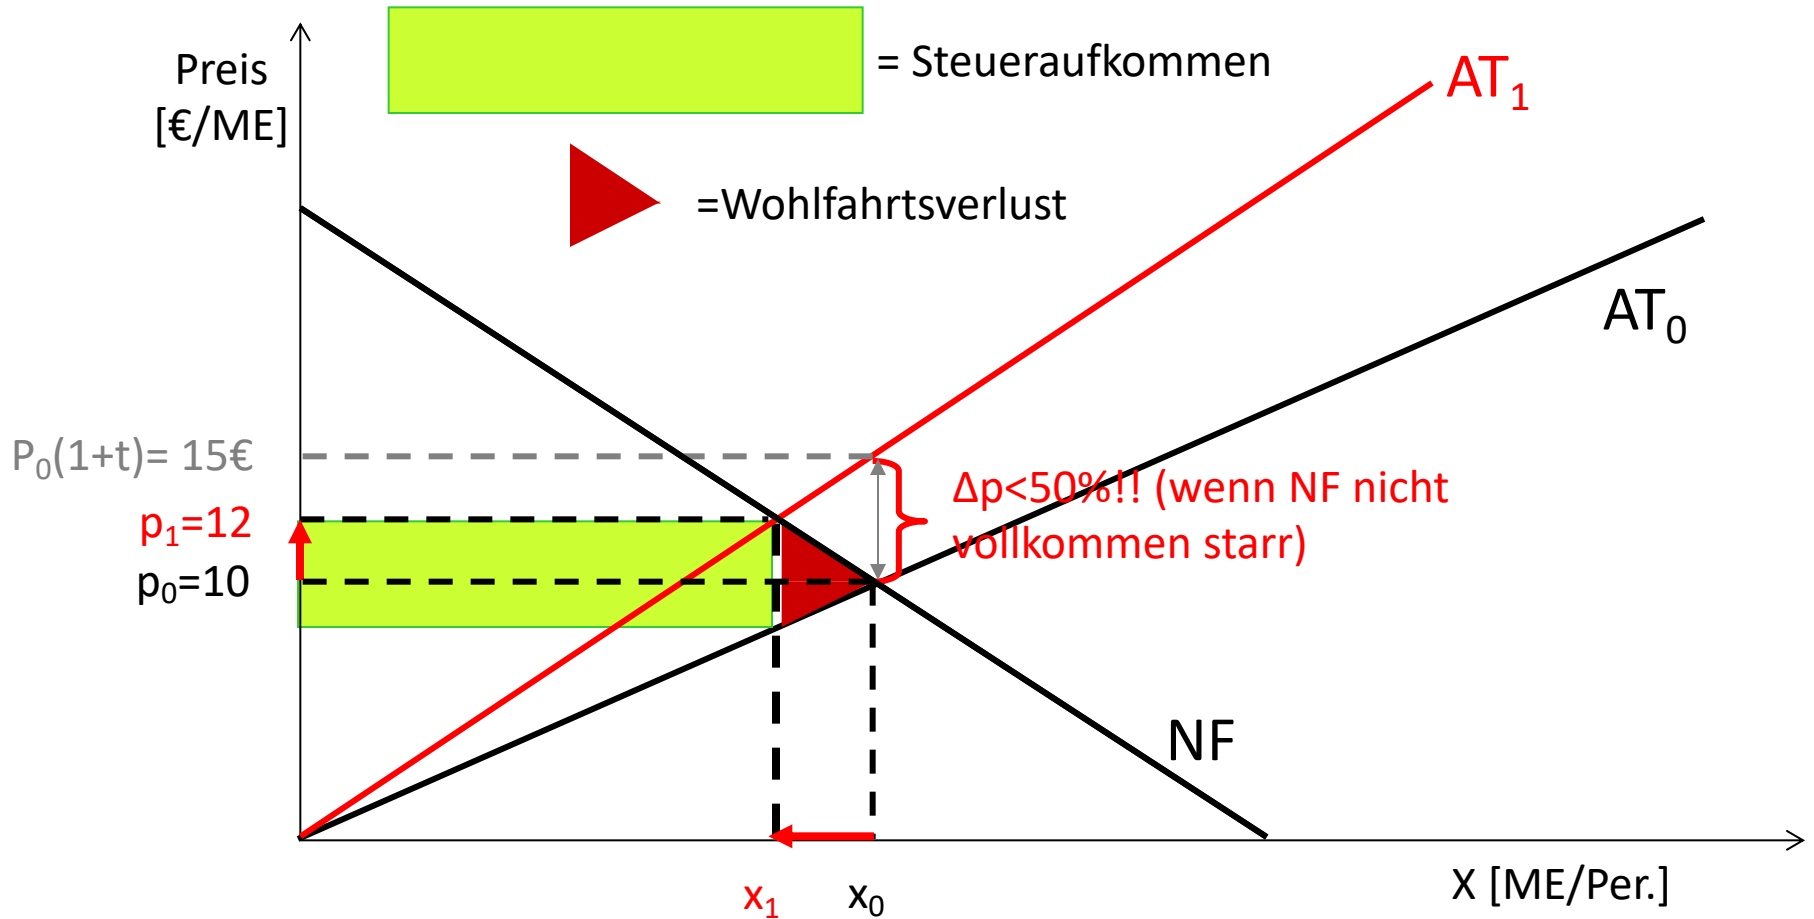 Preis
[€/ME]
= Steueraufkommen
=Wohlfahrtsverlust
AT₁
AT₀
P₀(1+t)= 15€
p₁=12
p₀=10
Δp<50%!! (wenn NF nicht
vollkommen starr)
NF
x₁
x₀
X [ME/Per.]